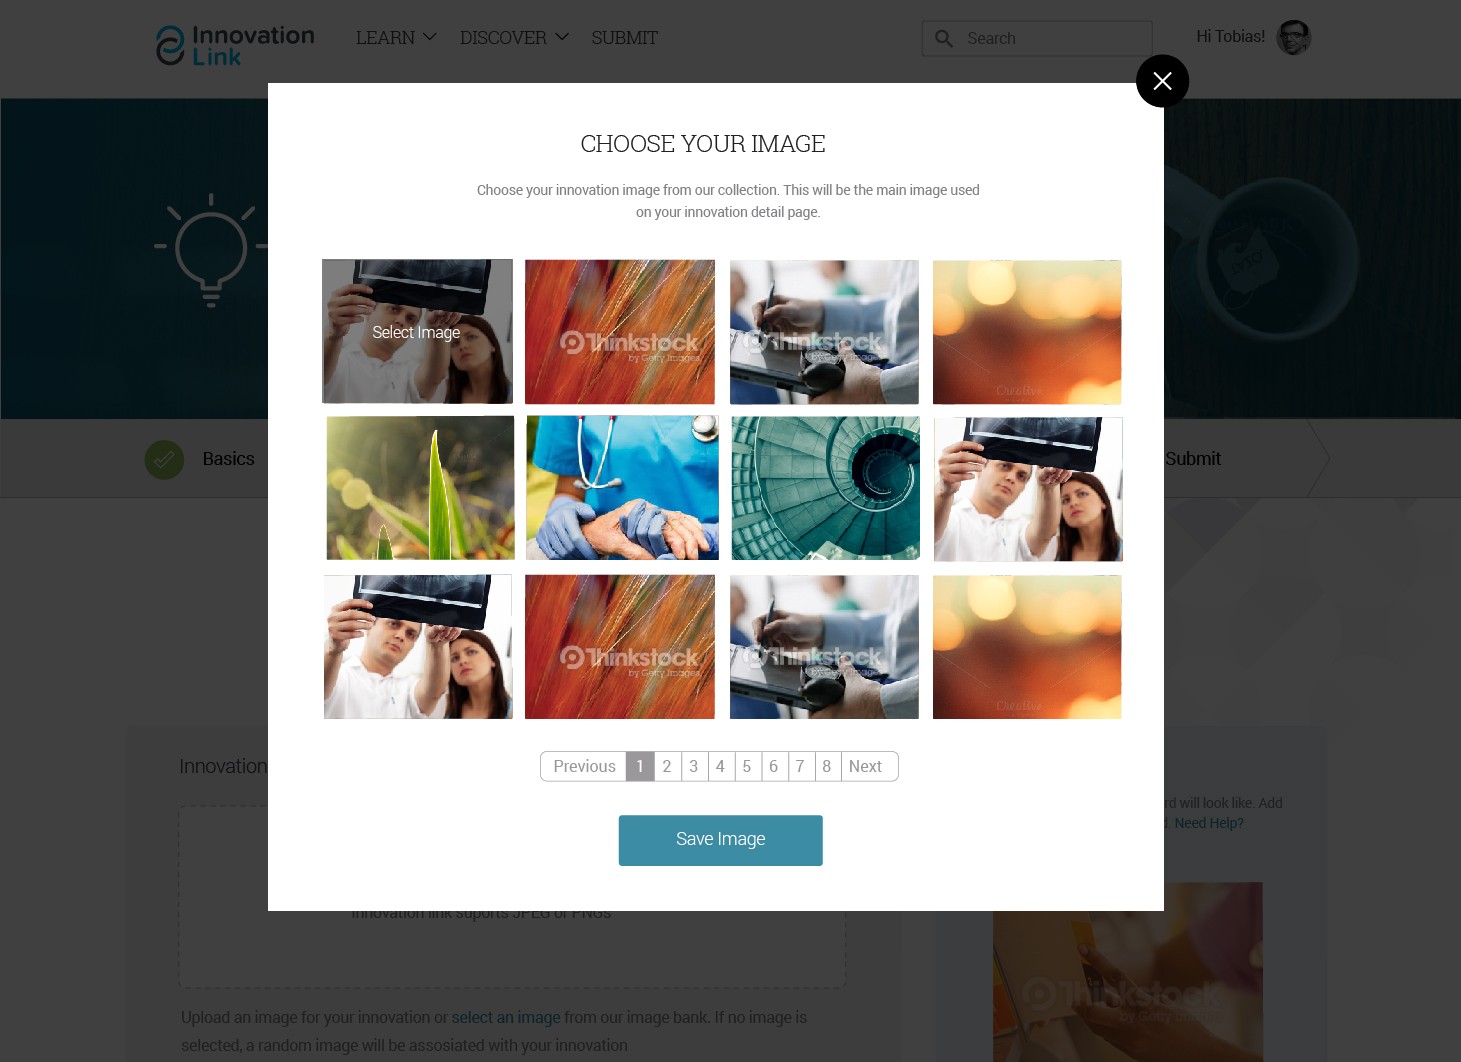 Innovation
Link
LEARN
DISCOVER
SUBMIT
Search
Hi Tobias!
CHOOSE YOUR IMAGE
Choose your innovation image from our collection. This will be the main image used
on your innovation detail page.
Select Image
Thinkstock
by Getty Images
Thinkstock
by Getty Images
Creative
Basics
Submit
Thinkstock
by Getty Images
Thinkstock
by Getty Images
Creative
Previous 1 2 3 4 5 6 7 8 Next
Innovation
rd will look like. Add
Need Help?
Save Image
Innovation link suports JPEG or PNGs
Thinkstock
by Getty Images
Upload an image for your innovation or select an image from our image bank. If no image is
selected, a random image will be assosiated with your innovation